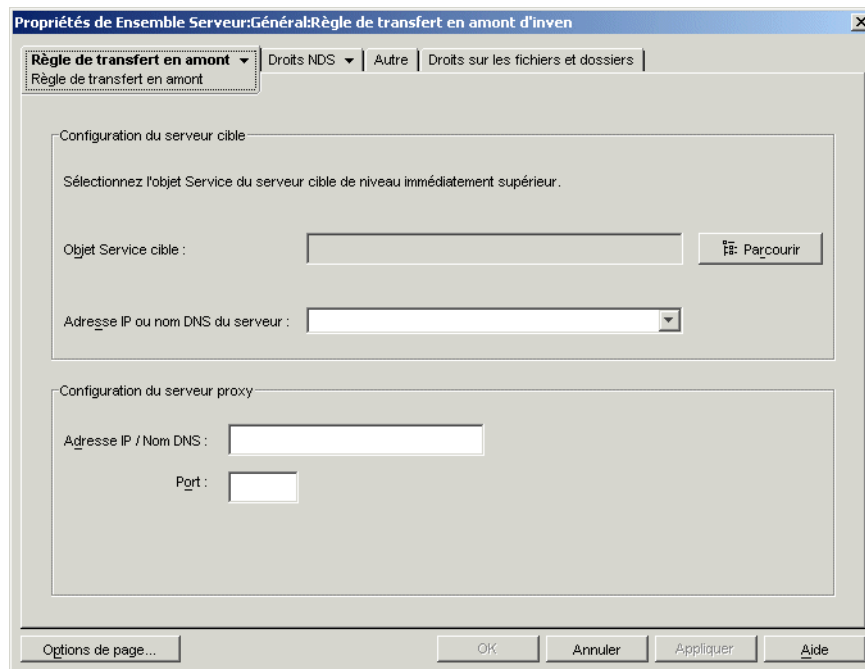 Propriétés de Ensemble Serveur:Général:Règle de transfert en amont d'inven
Règle de transfert en amont
Droits NDS
Autre
Droits sur les fichiers et dossiers
Règle de transfert en amont
Configuration du serveur cible
Sélectionnez l'objet Service du serveur cible de niveau immédiatement supérieur.
Objet Service cible :
Parcourir
Adresse IP ou nom DNS du serveur :
Configuration du serveur proxy
Adresse IP / Nom DNS :
Port :
Options de page...
OK
Annuler
Appliquer
Aide